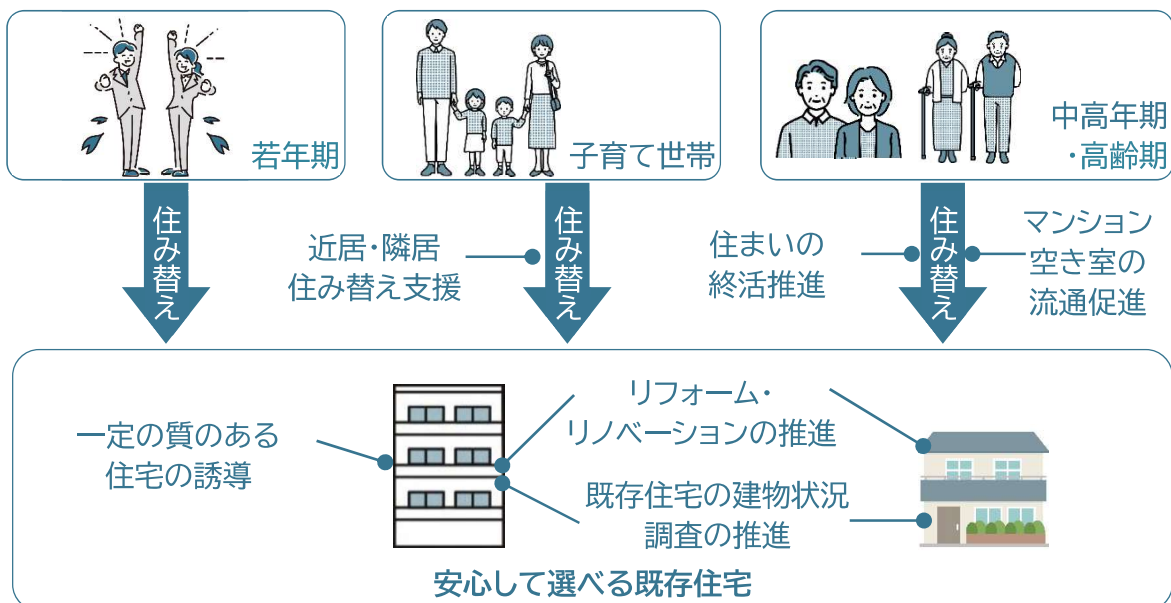 若年期
子育て世帯
中高年期
・高齢期
住み替え
近居・隣居
住み替え支援
住み替え
住まいの
終活推進
住み替え
マンション
空き室の
流通促進
一定の質のある
住宅の誘導
リフォーム・
リノベーションの推進
既存住宅の建物状況
調査の推進
安心して選べる既存住宅